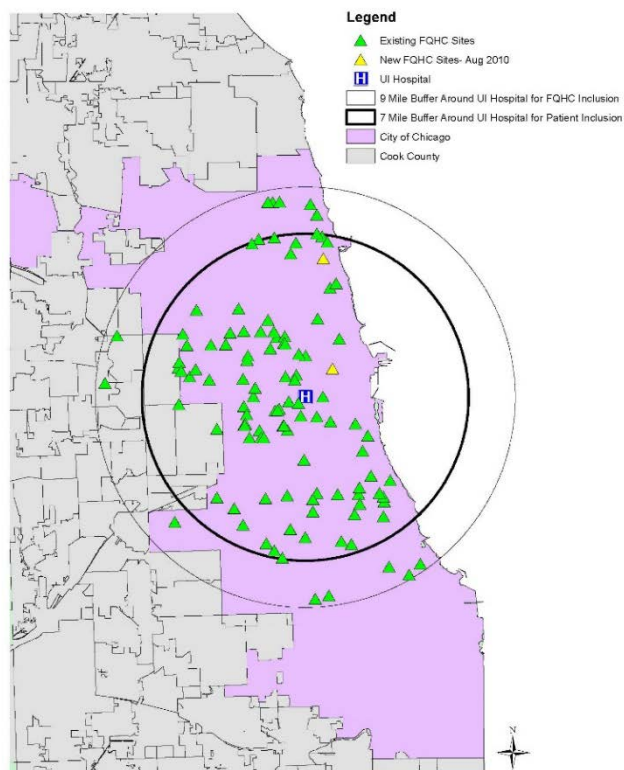 Legend
Existing FQHC Sites
New FQHC Sites- Aug 2010
H UI Hospital
9 Mile Buffer Around UI Hospital for FQHC Inclusion
7 Mile Buffer Around UI Hospital for Patient Inclusion
City of Chicago
Cook County
H
N